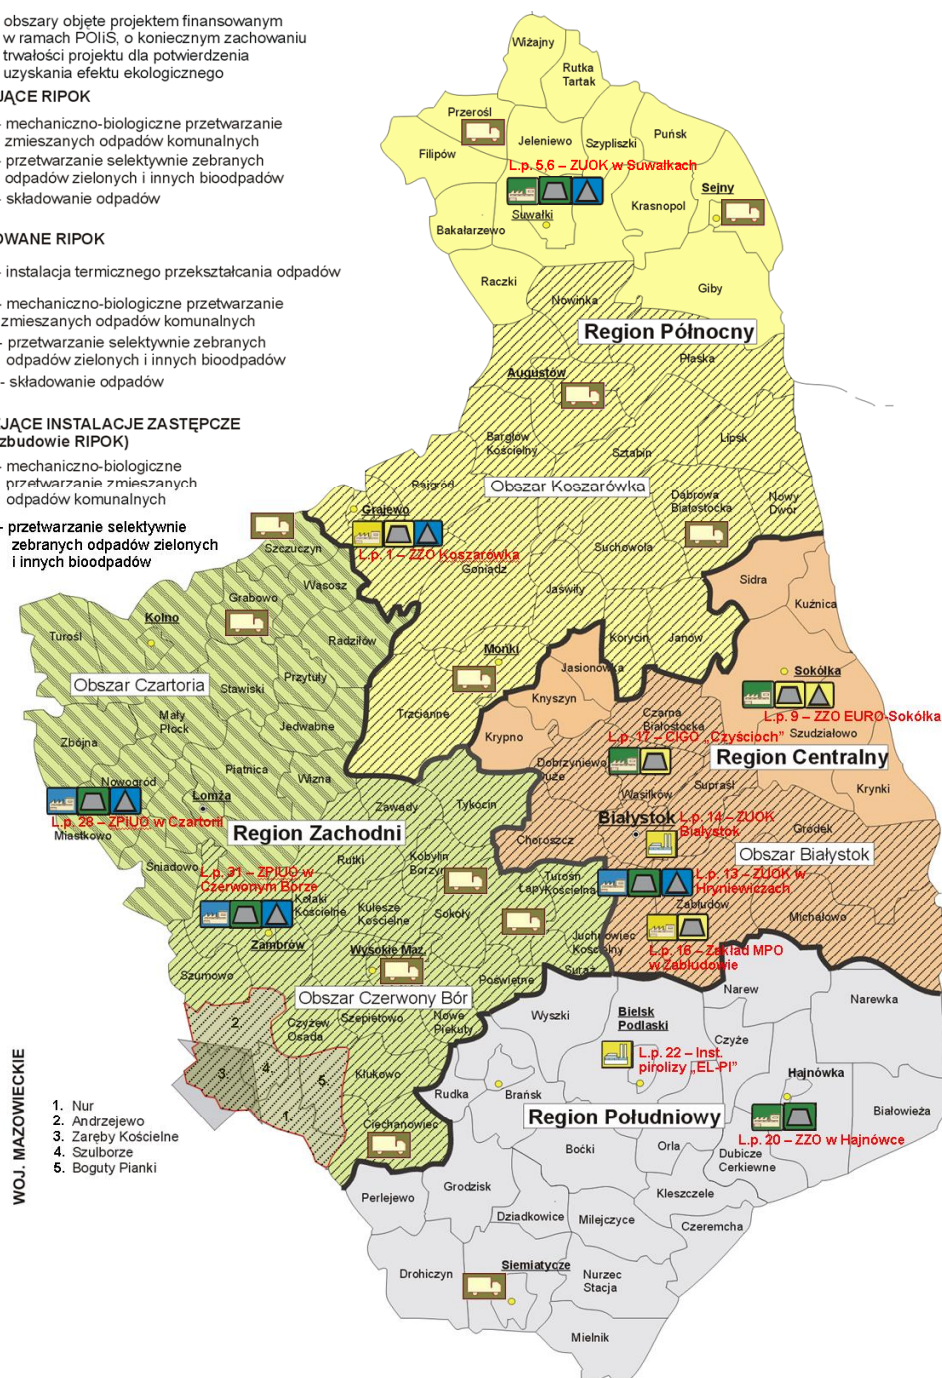 obszary objęte projektem finansowanym
w ramach POIiŚ, o koniecznym zachowaniu
trwałości projektu dla potwierdzenia
uzyskania efektu ekologicznego
JĄCE RIPOK
- mechaniczno-biologiczne przetwarzanie
zmieszanych odpadów komunalnych
- przetwarzanie selektywnie zebranych
odpadów zielonych i innych bioodpadów
- składowanie odpadów
OWANE RIPOK
- instalacja termicznego przekształcania odpadów
- mechaniczno-biologiczne przetwarzanie
zmieszanych odpadów komunalnych
- przetwarzanie selektywnie zebranych
odpadów zielonych i innych bioodpadów
- składowanie odpadów
JĄCE INSTALACJE ZASTĘPCZE
zbudowie RIPOK)
- mechaniczno-biologiczne
przetwarzanie zmieszanych
odpadów komunalnych
- przetwarzanie selektywnie
zebranych odpadów zielonych
i innych bioodpadów
Wiżajny
Rutka
Tartak
Przerośl
Filipów
Jeleniewo
Szypliszki
Puńsk
L.p. 5,6 – ZUOK w Suwałkach
Suwałki
Sejny
Krasnopol
Bakałarzewo
Raczki
Giby
Nowinka
Region Północny
Płaska
Augustów
Bargłów
Kościelny
Sztabin
Lipsk
Rajgród
Obszar Koszarówka
Dąbrowa
Białostocka
Nowy
Dwór
Grajewo
L.p. 1 – ZZO Koszarówka
Goniądz
Suchowola
Jaświły
Szczuczyn
Wąsosz
Grabowo
Kolno
Turośl
Radziłów
Obszar Czartoria
Stawiski
Przytuły
Mały
Płock
Jedwabne
Zbójna
Piątnica
Wizna
Nowogród
Łomża
L.p. 28 – ZPiUO w Czartorii
Miastkowo
Śniadowo
Mońki
Trzcianne
Korycin
Janów
Sidra
Kuźnica
Jasionówka
Knyszyn
Krypno
Sokółka
L.p. 9 – ZZO EURO-Sokółka
Szudziałowo
Czarna
Białostocka
L.p. 17 – CIGO „Czyścioch”
Region Centralny
Dobrzyniewo
Duże
Wasilków
Supraśl
Krynki
Białystok
L.p. 14 – ZUOK
Białystok
Gródek
Choroszcz
Obszar Białystok
L.p. 13 – ZUOK w
Hryniewiczach
Zabłudów
Michałowo
L.p. 16 – Zakład MPO
w Zabłudowie
Region Zachodni
Zawady
Tykocin
Rutki
Kobylin
Borzymy
L.p. 31 – ZPiUO w
Czerwonym Borze
Kołaki
Kościelne
Kulesze
Kościelne
Sokoły
Łapy
Turośń
Kościelna
Juchnowiec
Kościelny
Suraż
Poświętne
Zambrów
Wysokie Maz.
Szumowo
Obszar Czerwony Bór
Szepietowo
Nowe
Piekuty
Czyżew
Osada
Klukowo
Ciechanowiec
2.
3.
4.
5.
1.
WOJ. MAZOWIECKIE
1. Nur
2. Andrzejewo
3. Zaręby Kościelne
4. Szulborze
5. Boguty Pianki
Narew
Narewka
Wyszki
Bielsk
Podlaski
Czyże
L.p. 22 – Inst.
pirolizy „EL-PI”
Hajnówka
Rudka
Brańsk
Region Południowy
Białowieża
L.p. 20 – ZZO w Hajnówce
Boćki
Orla
Dubicze
Cerkiewne
Perlejewo
Grodzisk
Kleszczele
Dziadkowice
Milejczyce
Czeremcha
Siemiatycze
Drohiczyn
Nurzec
Stacja
Mielnik